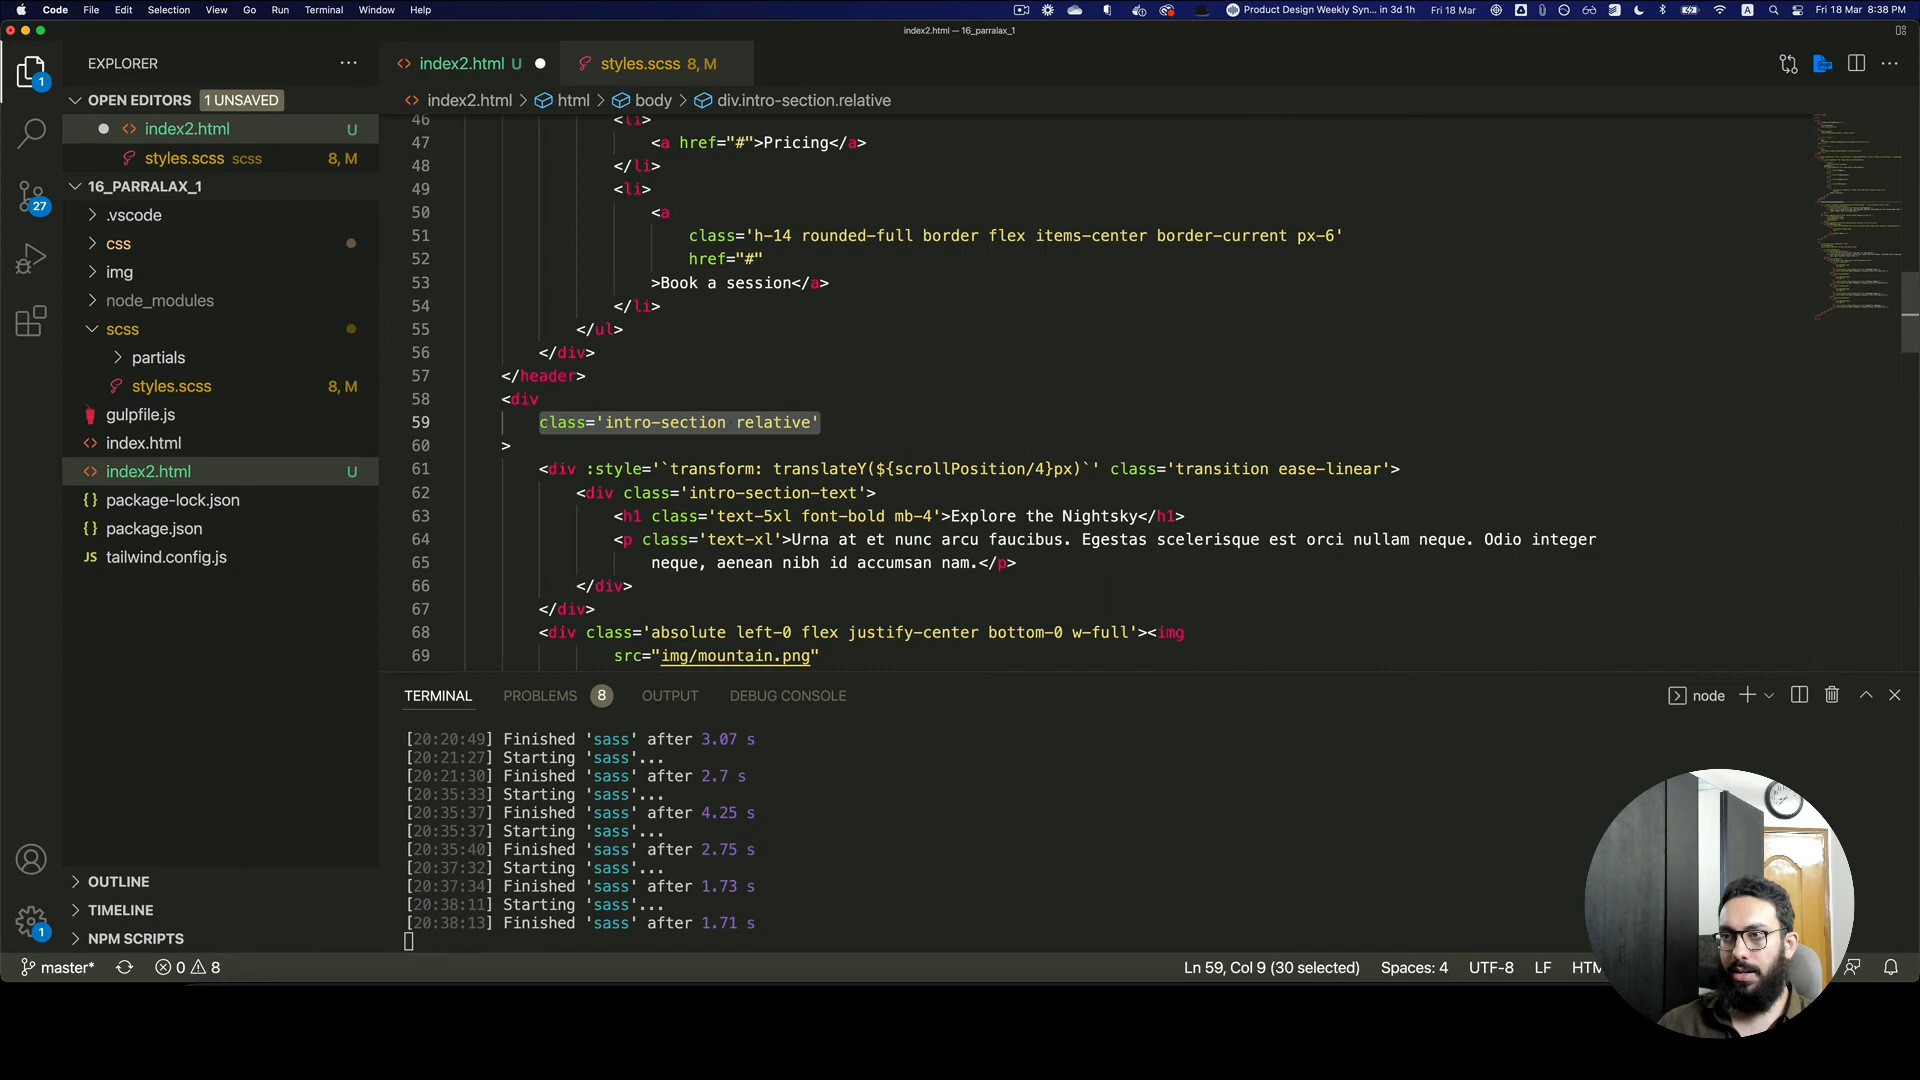 Code File Edit Selection View Go Run Terminal Window Help Product Design Weekly Syn... in 3d 1h Fri 18 Mar A Fri 18 Mar 8:38 PM
index2.html — 16_parralax_1
1
EXPLORER
index2.html U
styles.scss 8, M
OPEN EDITORS 1 UNSAVED
index2.html U
styles.scss scss 8, M
16_PARRALAX_1
.vscode
css
img
node_modules
scss
partials
styles.scss 8, M
gulpfile.js
index.html
index2.html U
package-lock.json
package.json
JS tailwind.config.js
27
1
OUTLINE
TIMELINE
NPM SCRIPTS
index2.html > html > body > div.intro-section.relative
46 <li>
47 <a href="#">Pricing</a>
48 </li>
49 <li>
50 <a
51 class='h-14 rounded-full border flex items-center border-current px-6'
52 href="#"
53 >Book a session</a>
54 </li>
55 </ul>
56 </div>
57 </header>
58 <div
59 class='intro-section relative'
60 >
61 <div :style='`transform: translateY(${scrollPosition/4}px)`' class='transition ease-linear'>
62 <div class='intro-section-text'>
63 <h1 class='text-5xl font-bold mb-4'>Explore the Nightsky</h1>
64 <p class='text-xl'>Urna at et nunc arcu faucibus. Egestas scelerisque est orci nullam neque. Odio integer
65 neque, aenean nibh id accumsan nam.</p>
66 </div>
67 </div>
68 <div class='absolute left-0 flex justify-center bottom-0 w-full'><img
69 src="img/mountain.png"
TERMINAL PROBLEMS 8 OUTPUT DEBUG CONSOLE node
[20:20:49] Finished 'sass' after 3.07 s
[20:21:27] Starting 'sass'...
[20:21:30] Finished 'sass' after 2.7 s
[20:35:33] Starting 'sass'...
[20:35:37] Finished 'sass' after 4.25 s
[20:35:37] Starting 'sass'...
[20:35:40] Finished 'sass' after 2.75 s
[20:37:32] Starting 'sass'...
[20:37:34] Finished 'sass' after 1.73 s
[20:38:11] Starting 'sass'...
[20:38:13] Finished 'sass' after 1.71 s
master* 0 8 Ln 59, Col 9 (30 selected) Spaces: 4 UTF-8 LF HTM